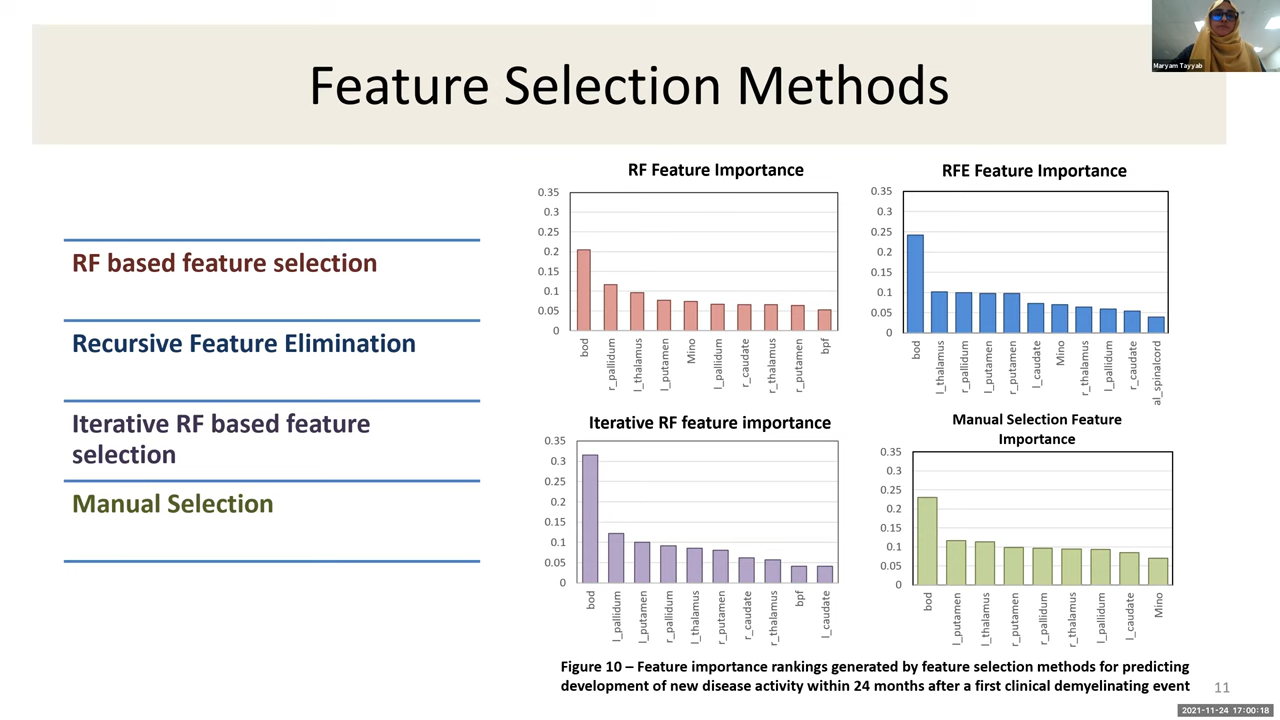 Maryam Tayyab
Feature Selection Methods
RF based feature selection
Recursive Feature Elimination
Iterative RF based feature
selection
Manual Selection
RF Feature Importance
0.35
0.3
0.25
0.2
0.15
0.1
0.05
0
bod
r_pallidum
l_thalamus
l_putamen
Mino
l_pallidum
r_caudate
r_thalamus
r_putamen
bpf
RFE Feature Importance
0.35
0.3
0.25
0.2
0.15
0.1
0.05
0
bod
l_thalamus
r_pallidum
l_putamen
r_putamen
l_caudate
Mino
r_thalamus
l_pallidum
r_caudate
al_spinalcord
Iterative RF feature importance
0.35
0.3
0.25
0.2
0.15
0.1
0.05
0
bod
l_pallidum
l_putamen
r_pallidum
l_thalamus
r_putamen
r_caudate
r_thalamus
bpf
l_caudate
Manual Selection Feature
Importance
0.35
0.3
0.25
0.2
0.15
0.1
0.05
0
bod
l_putamen
l_thalamus
r_putamen
r_pallidum
r_thalamus
l_pallidum
l_caudate
Mino
Figure 10 – Feature importance rankings generated by feature selection methods for predicting
development of new disease activity within 24 months after a first clinical demyelinating event
11
2021-11-24 17:00:18